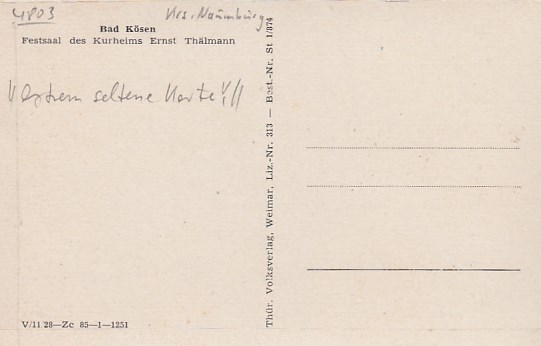 4803
Krs. Naumburg
Bad Kösen
Festsaal des Kurheims Ernst Thälmann
extrem seltene Karte!!
Thür. Volksverlag, Weimar, Liz.-Nr. 313 — Best.-Nr. St 1/374
V/11/28—Zc 85—1—1251